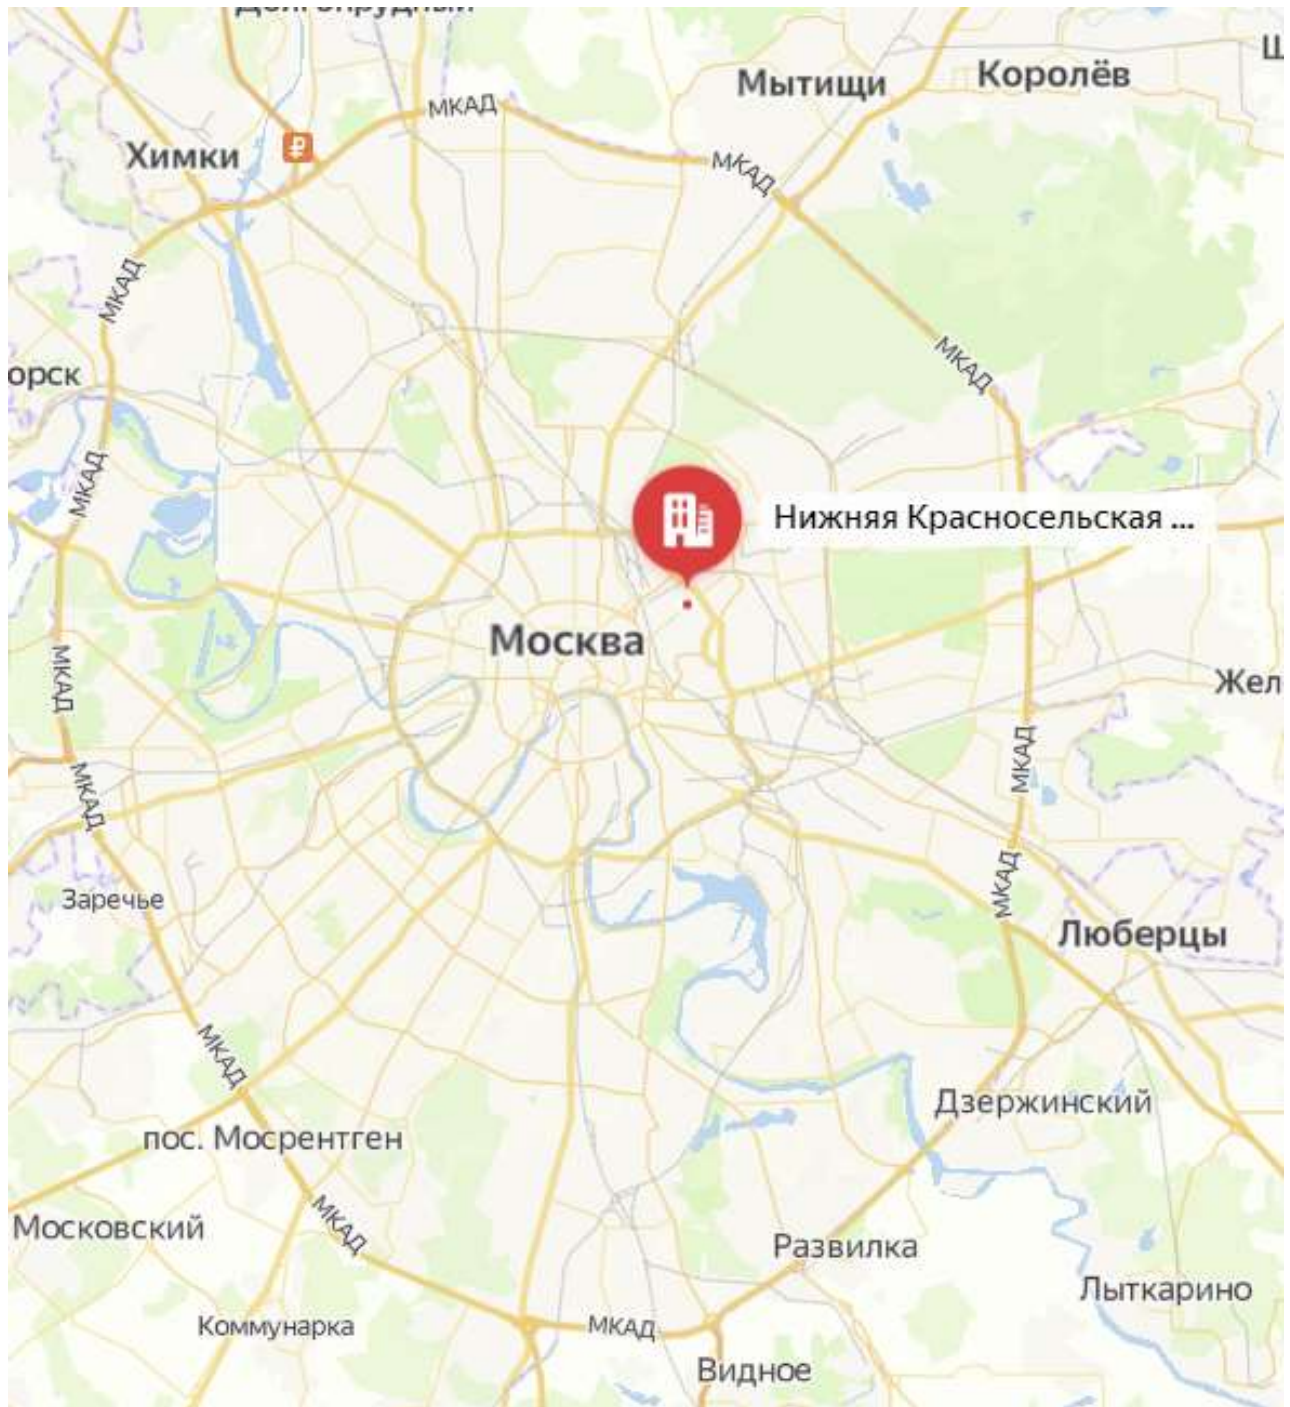 Мытищи
Королёв
МКАД
Химки
₽
МКАД
МКАД
МКАД
орск
МКАД
Нижняя Красносельская ...
Москва
МКАД
Жел
МКАД
МКАД
МКАД
Заречье
Люберцы
МКАД
Дзержинский
пос. Мосрентген
Московский
МКАД
Развилка
Лыткарино
Коммунарка
МКАД
Видное